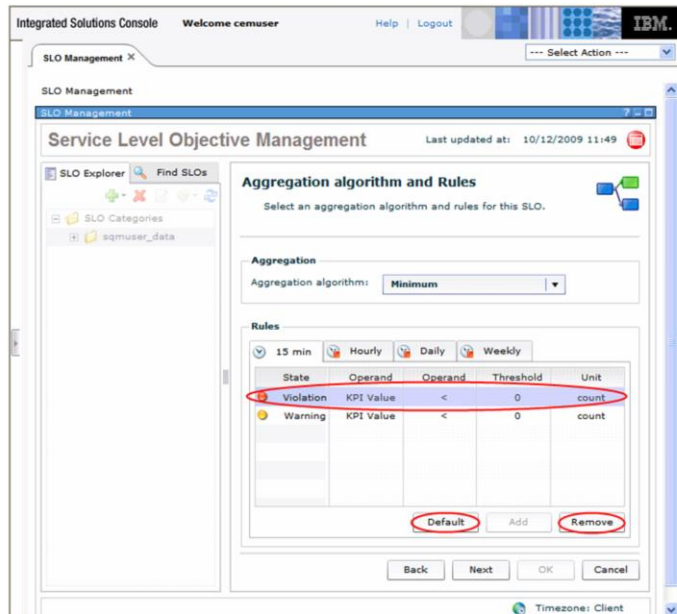 Integrated Solutions Console Welcome cemuser Help | Logout IBM.
SLO Management X --- Select Action ---
SLO Management
SLO Management
Service Level Objective Management Last updated at: 10/12/2009 11:49
SLO Explorer Find SLOs
SLO Categories
sqmuser_data
Aggregation algorithm and Rules
Select an aggregation algorithm and rules for this SLO.
Aggregation
Aggregation algorithm: Minimum
Rules
15 min Hourly Daily Weekly
State Operand Operand Threshold Unit
Violation KPI Value < 0 count
Warning KPI Value < 0 count
Default Add Remove
Back Next OK Cancel
Timezone: Client